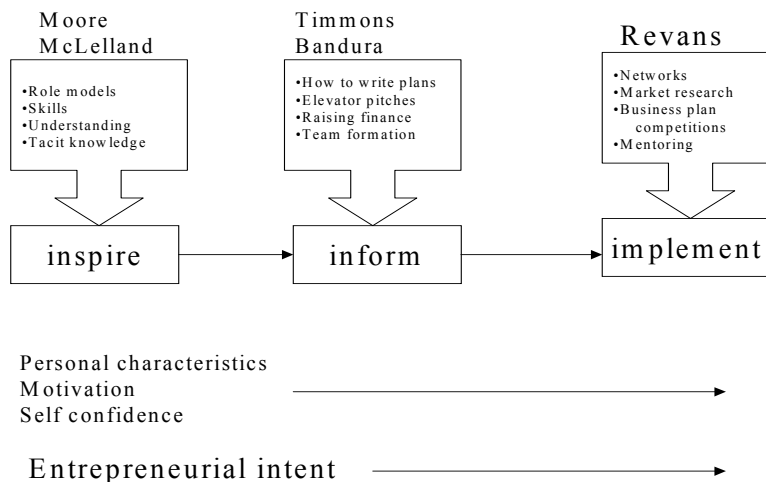 Moore
McLelland
•Role models
•Skills
•Understanding
•Tacit knowledge
Timmons
Bandura
•How to write plans
•Elevator pitches
•Raising finance
•Team formation
Revans
•Networks
•Market research
•Business plan
competitions
•Mentoring
inspire
inform
implement
Personal characteristics
Motivation
Self confidence
Entrepreneurial intent